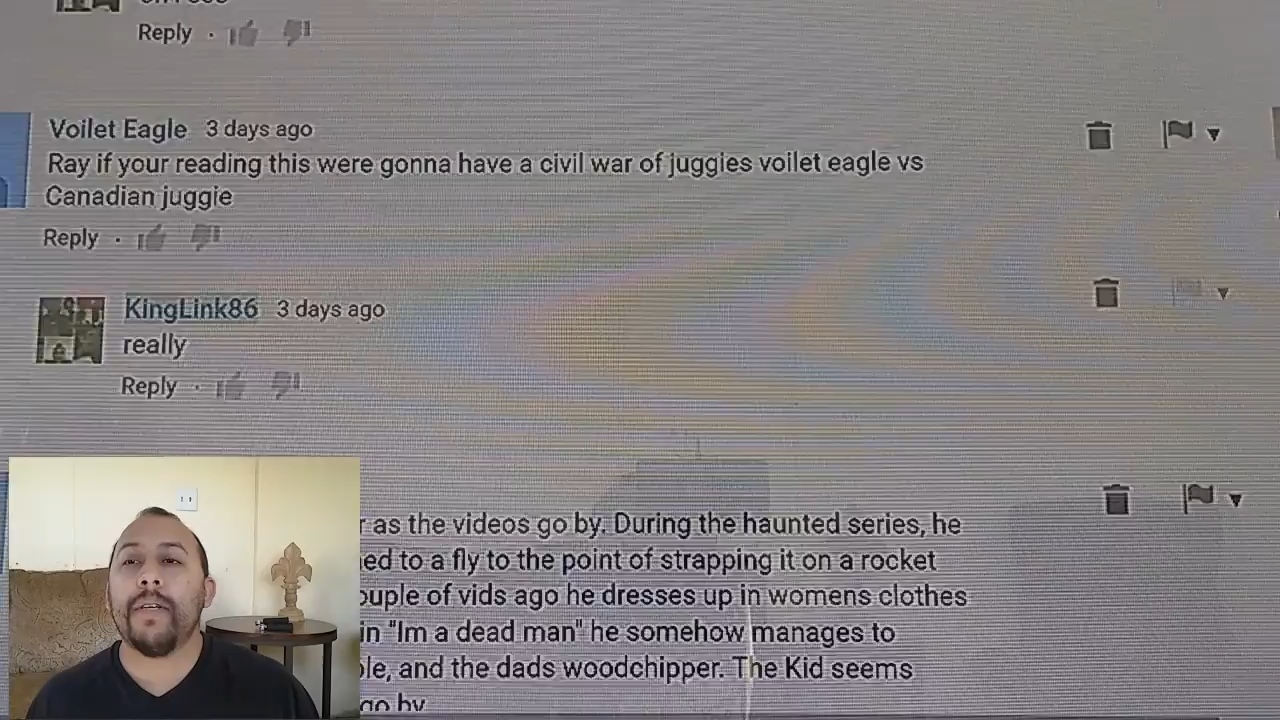 Reply
Voilet Eagle 3 days ago
Ray if your reading this were gonna have a civil war of juggies voilet eagle vs
Canadian juggie
Reply
KingLink86 3 days ago
really
Reply
as the videos go by. During the haunted series, he
to a fly to the point of strapping it on a rocket
of vids ago he dresses up in womens clothes
in "Im a dead man" he somehow manages to
and the dads woodchipper. The Kid seems
go by